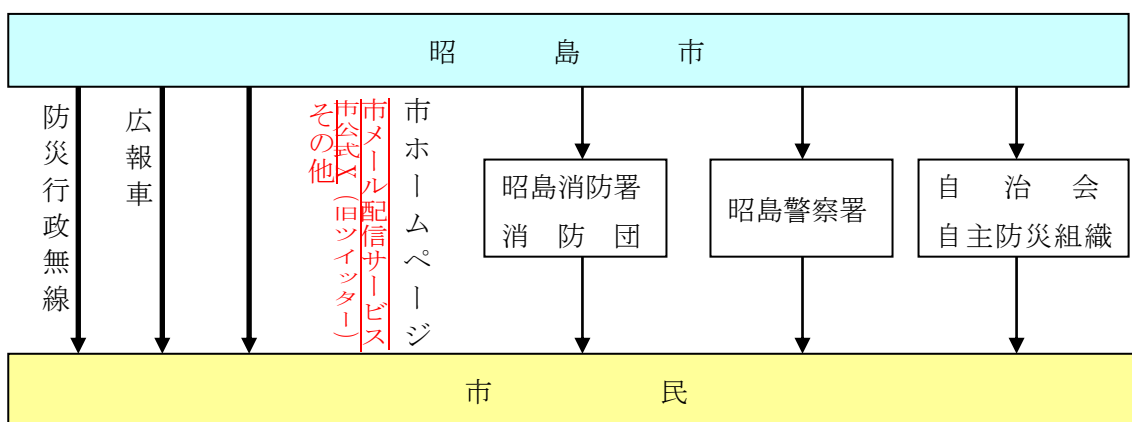 昭島市
防災行政無線
広報車
市ホームページ
市メール配信サービス
市公式X（旧ツイッター）
その他
昭島消防署
消防団
昭島警察署
自治会
自主防災組織
市民